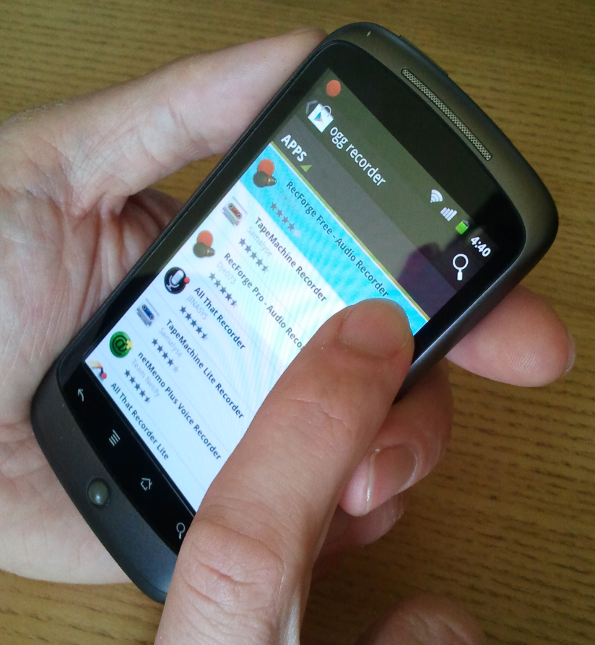 4:40
ogg recorder
APPS
RecForge Free - Audio Recorder
TapeMachine Recorder
RecForge Pro - Audio Reco
All That Recorder
TapeMachine Lite Recorder
netMemo Plus Voice Recorder
All That Recorder Lite